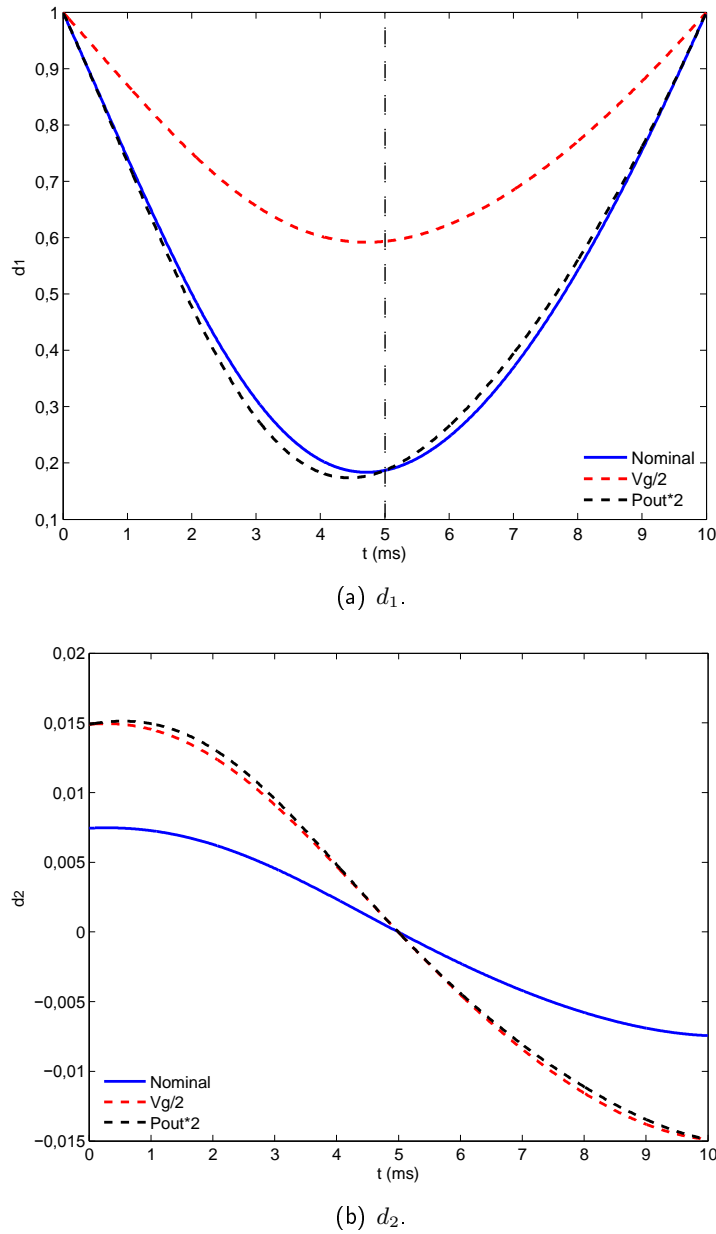 1
0,9
0,8
0,7
0,6
0,5
0,4
0,3
0,2
0,1
d1
0 1 2 3 4 5 6 7 8 9 10
t (ms)
Nominal
Vg/2
Pout*2
(a) d₁.
0,02
0,015
0,01
0,005
0
−0,005
−0,01
−0,015
d2
0 1 2 3 4 5 6 7 8 9 10
t (ms)
Nominal
Vg/2
Pout*2
(b) d₂.